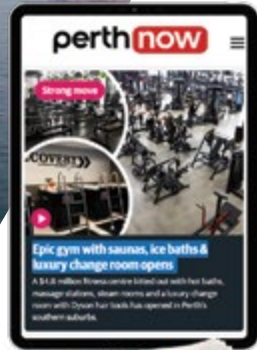 perthnow
Strong move
COVERY
Epic gym with saunas, ice baths &
luxury change room opens
A $4.8 million fitness centre kitted out with hot baths,
massage stations, steam rooms and a luxury change
room with Dyson hair tools has opened in Perth's
southern suburbs.